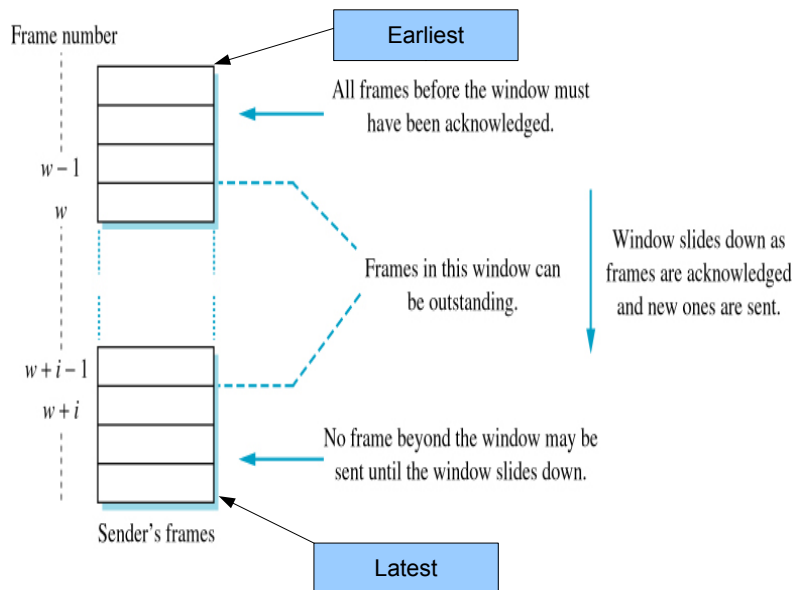 Frame number
Earliest
All frames before the window must
have been acknowledged.
w – 1
w
Window slides down as
frames are acknowledged
and new ones are sent.
Frames in this window can
be outstanding.
w + i – 1
w + i
No frame beyond the window may be
sent until the window slides down.
Sender's frames
Latest